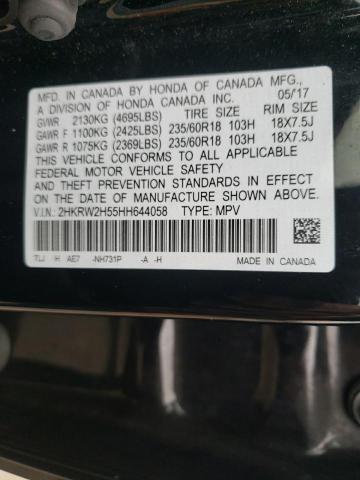 MFD. IN CANADA BY HONDA OF CANADA MFG.,
A DIVISION OF HONDA CANADA INC. 05/17
GVWR 2130KG (4695LBS) TIRE SIZE RIM SIZE
GAWR F 1100KG (2425LBS) 235/60R18 103H 18X7.5J
GAWR R 1075KG (2369LBS) 235/60R18 103H 18X7.5J
THIS VEHICLE CONFORMS TO ALL APPLICABLE
FEDERAL MOTOR VEHICLE SAFETY
AND THEFT PREVENTION STANDARDS IN EFFECT
ON THE DATE OF MANUFACTURE SHOWN ABOVE.
V.I.N.: 2HKRW2H55HH644058 TYPE: MPV
TLJ H AE7 -NH731P -A -H MADE IN CANADA